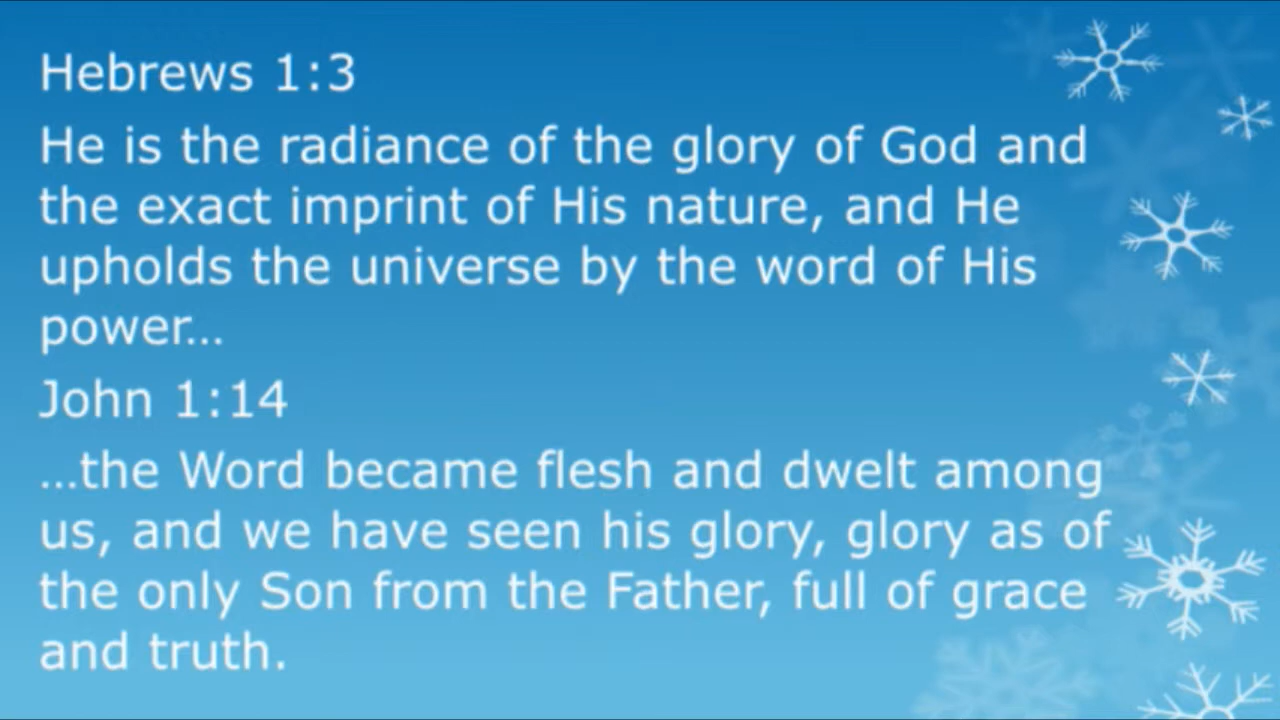 Hebrews 1:3
He is the radiance of the glory of God and
the exact imprint of His nature, and He
upholds the universe by the word of His
power…
John 1:14
…the Word became flesh and dwelt among
us, and we have seen his glory, glory as of
the only Son from the Father, full of grace
and truth.